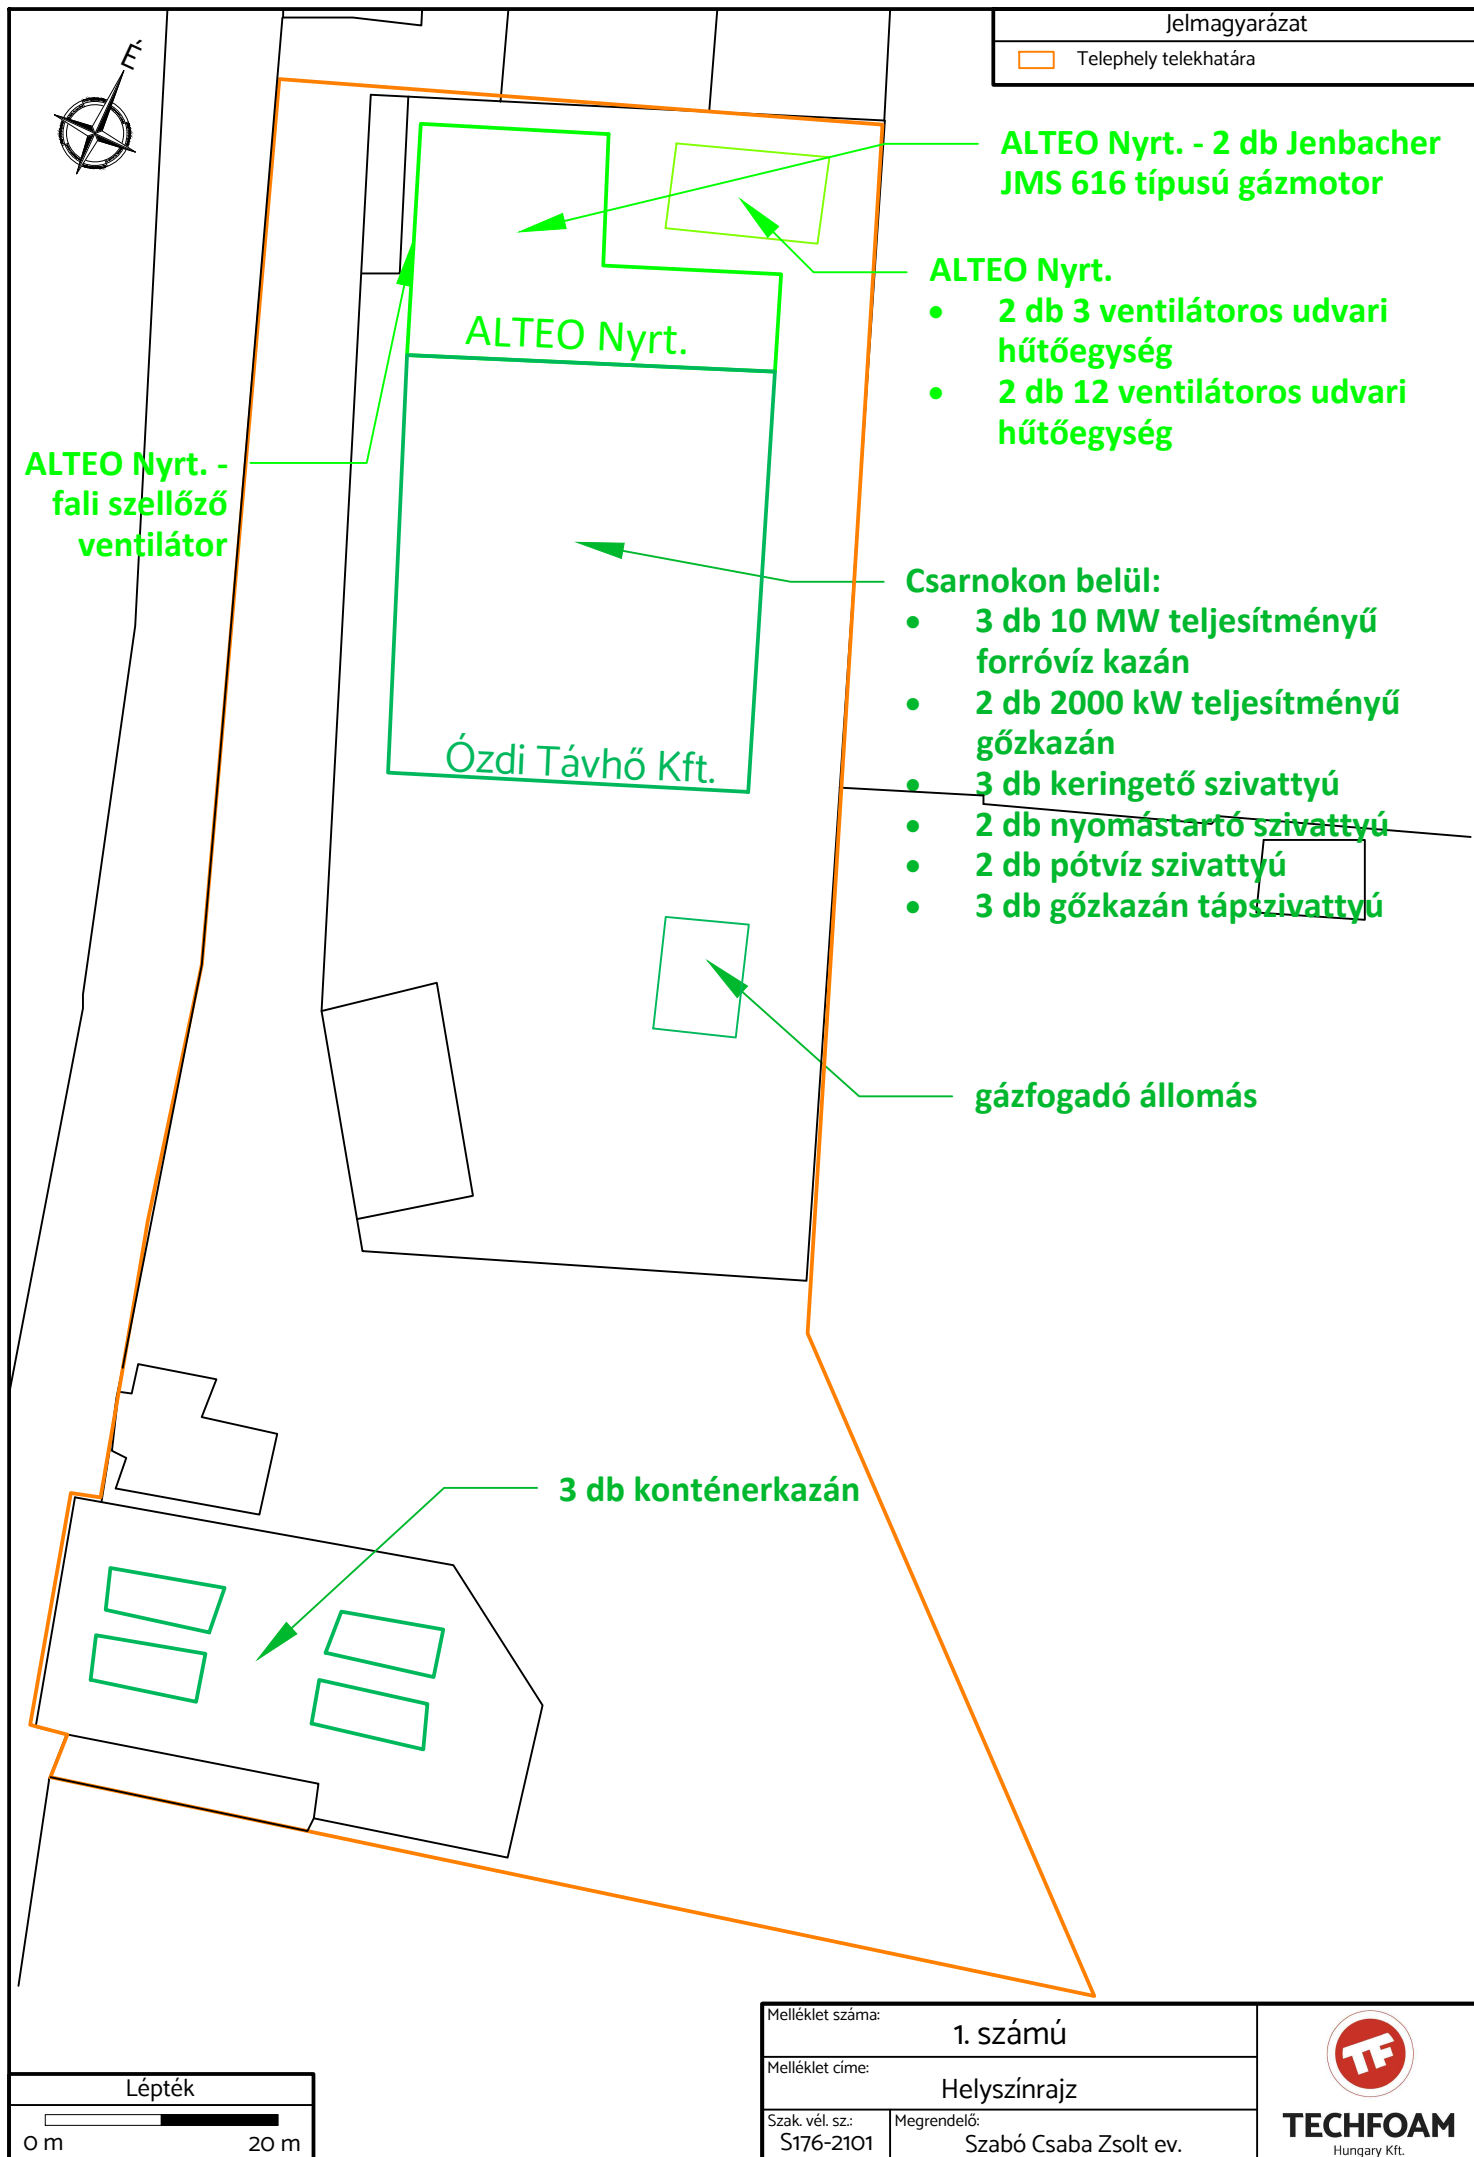 Jelmagyarázat
Telephely telekhatára
É
ALTEO Nyrt. - 2 db Jenbacher
JMS 616 típusú gázmotor
ALTEO Nyrt.
• 2 db 3 ventilátoros udvari
hűtőegység
• 2 db 12 ventilátoros udvari
hűtőegység
ALTEO Nyrt.
ALTEO Nyrt. -
fali szellőző
ventilátor
Csarnokon belül:
• 3 db 10 MW teljesítményű
forróvíz kazán
• 2 db 2000 kW teljesítményű
gőzkazán
• 3 db keringető szivattyú
• 2 db nyomástartó szivattyú
• 2 db pótvíz szivattyú
• 3 db gőzkazán tápszivattyú
Ózdi Távhő Kft.
gázfogadó állomás
3 db konténerkazán
Lépték
0 m 20 m
Melléklet száma:
1. számú
Melléklet címe:
Helyszínrajz
Szak. vél. sz.:
S176-2101
Megrendelő:
Szabó Csaba Zsolt ev.
TF
TECHFOAM
Hungary Kft.